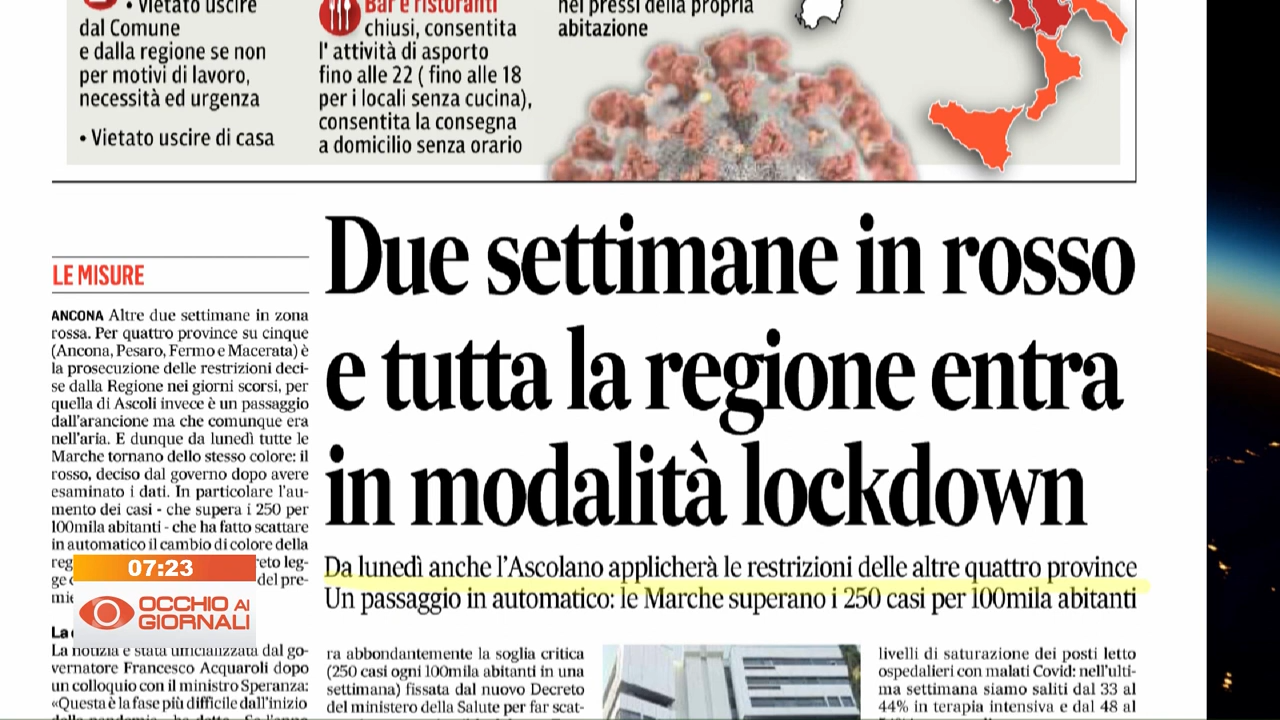 • Vietato uscire
dal Comune
e dalla regione se non
per motivi di lavoro,
necessità ed urgenza
• Vietato uscire di casa
Bar e ristoranti
chiusi, consentita
l' attività di asporto
fino alle 22 ( fino alle 18
per i locali senza cucina),
consentita la consegna
a domicilio senza orario
nei pressi della propria
abitazione
LE MISURE
ANCONA Altre due settimane in zona
rossa. Per quattro province su cinque
(Ancona, Pesaro, Fermo e Macerata) è
la prosecuzione delle restrizioni deci-
se dalla Regione nei giorni scorsi, per
quella di Ascoli invece è un passaggio
dall'arancione ma che comunque era
nell'aria. E dunque da lunedì tutte le
Marche tornano dello stesso colore: il
rosso, deciso dal governo dopo avere
esaminato i dati. In particolare l'au-
mento dei casi - che supera i 250 per
100mila abitanti - che ha fatto scattare
in automatico il cambio di colore della
reg eto leg-
ge del pre-
mie
La
La notizia è stata ufficializzata dal go-
vernatore Francesco Acquaroli dopo
un colloquio con il ministro Speranza:
«Questa è la fase più difficile dall'inizio
Due settimane in rosso
e tutta la regione entra
in modalità lockdown
Da lunedì anche l'Ascolano applicherà le restrizioni delle altre quattro province
Un passaggio in automatico: le Marche superano i 250 casi per 100mila abitanti
ra abbondantemente la soglia critica
(250 casi ogni 100mila abitanti in una
settimana) fissata dal nuovo Decreto
del ministero della Salute per far scat-
livelli di saturazione dei posti letto
ospedalieri con malati Covid: nell'ulti-
ma settimana siamo saliti dal 33 al
44% in terapia intensiva e dal 48 al
07:23
OCCHIO AI
GIORNALI